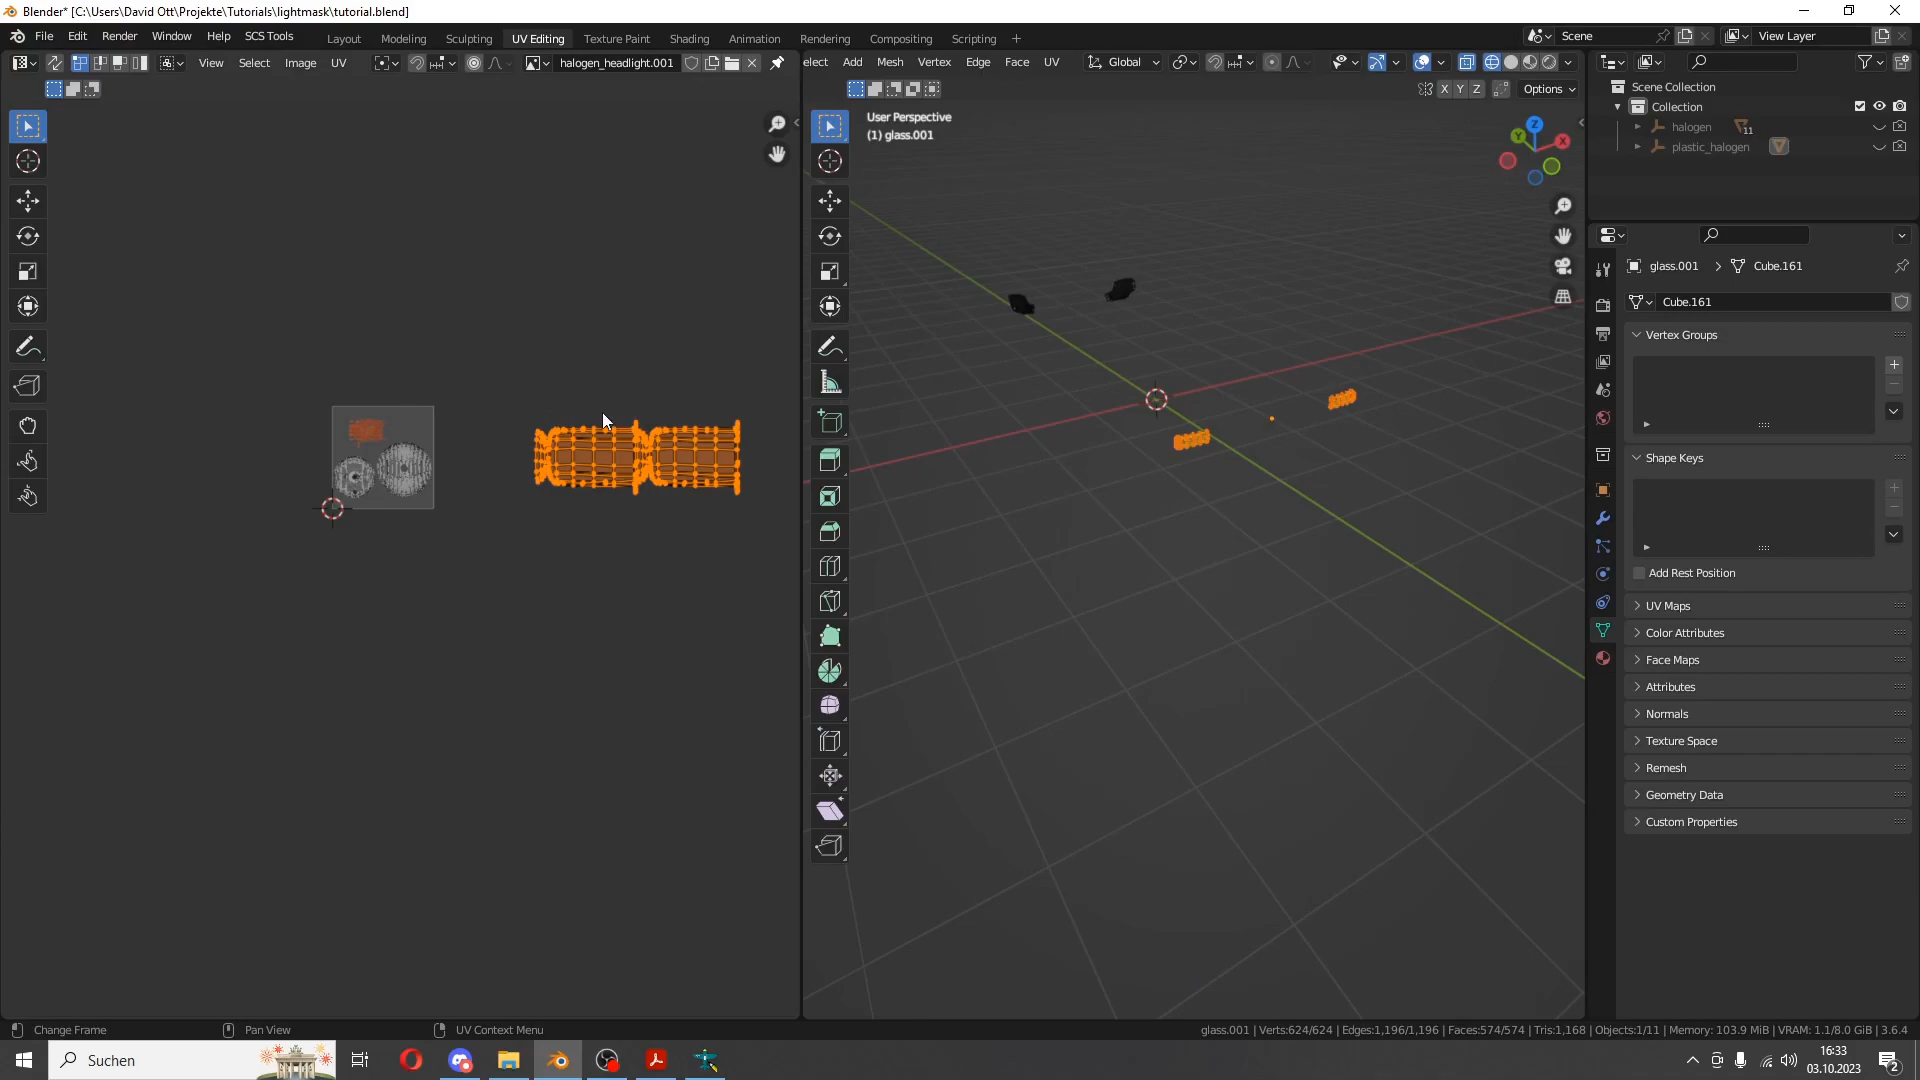 Blender* [C:\Users\David Ott\Projekte\Tutorials\lightmask\tutorial.blend]
File Edit Render Window Help SCS Tools Layout Modeling Sculpting UV Editing Texture Paint Shading Animation Rendering Compositing Scripting + Scene View Layer
View Select Image UV halogen_headlight.001
elect Add Mesh Vertex Edge Face UV Global
X Y Z Options
User Perspective
(1) glass.001
Z
Y
X
Scene Collection
Collection
halogen 11
plastic_halogen
glass.001 > Cube.161
Cube.161
Vertex Groups
Shape Keys
Add Rest Position
UV Maps
Color Attributes
Face Maps
Attributes
Normals
Texture Space
Remesh
Geometry Data
Custom Properties
Change Frame Pan View UV Context Menu
glass.001 | Verts:624/624 | Edges:1,196/1,196 | Faces:574/574 | Tris:1,168 | Objects:1/11 | Memory: 103.9 MiB | VRAM: 1.1/8.0 GiB | 3.6.4
Suchen
16:33
03.10.2023
2